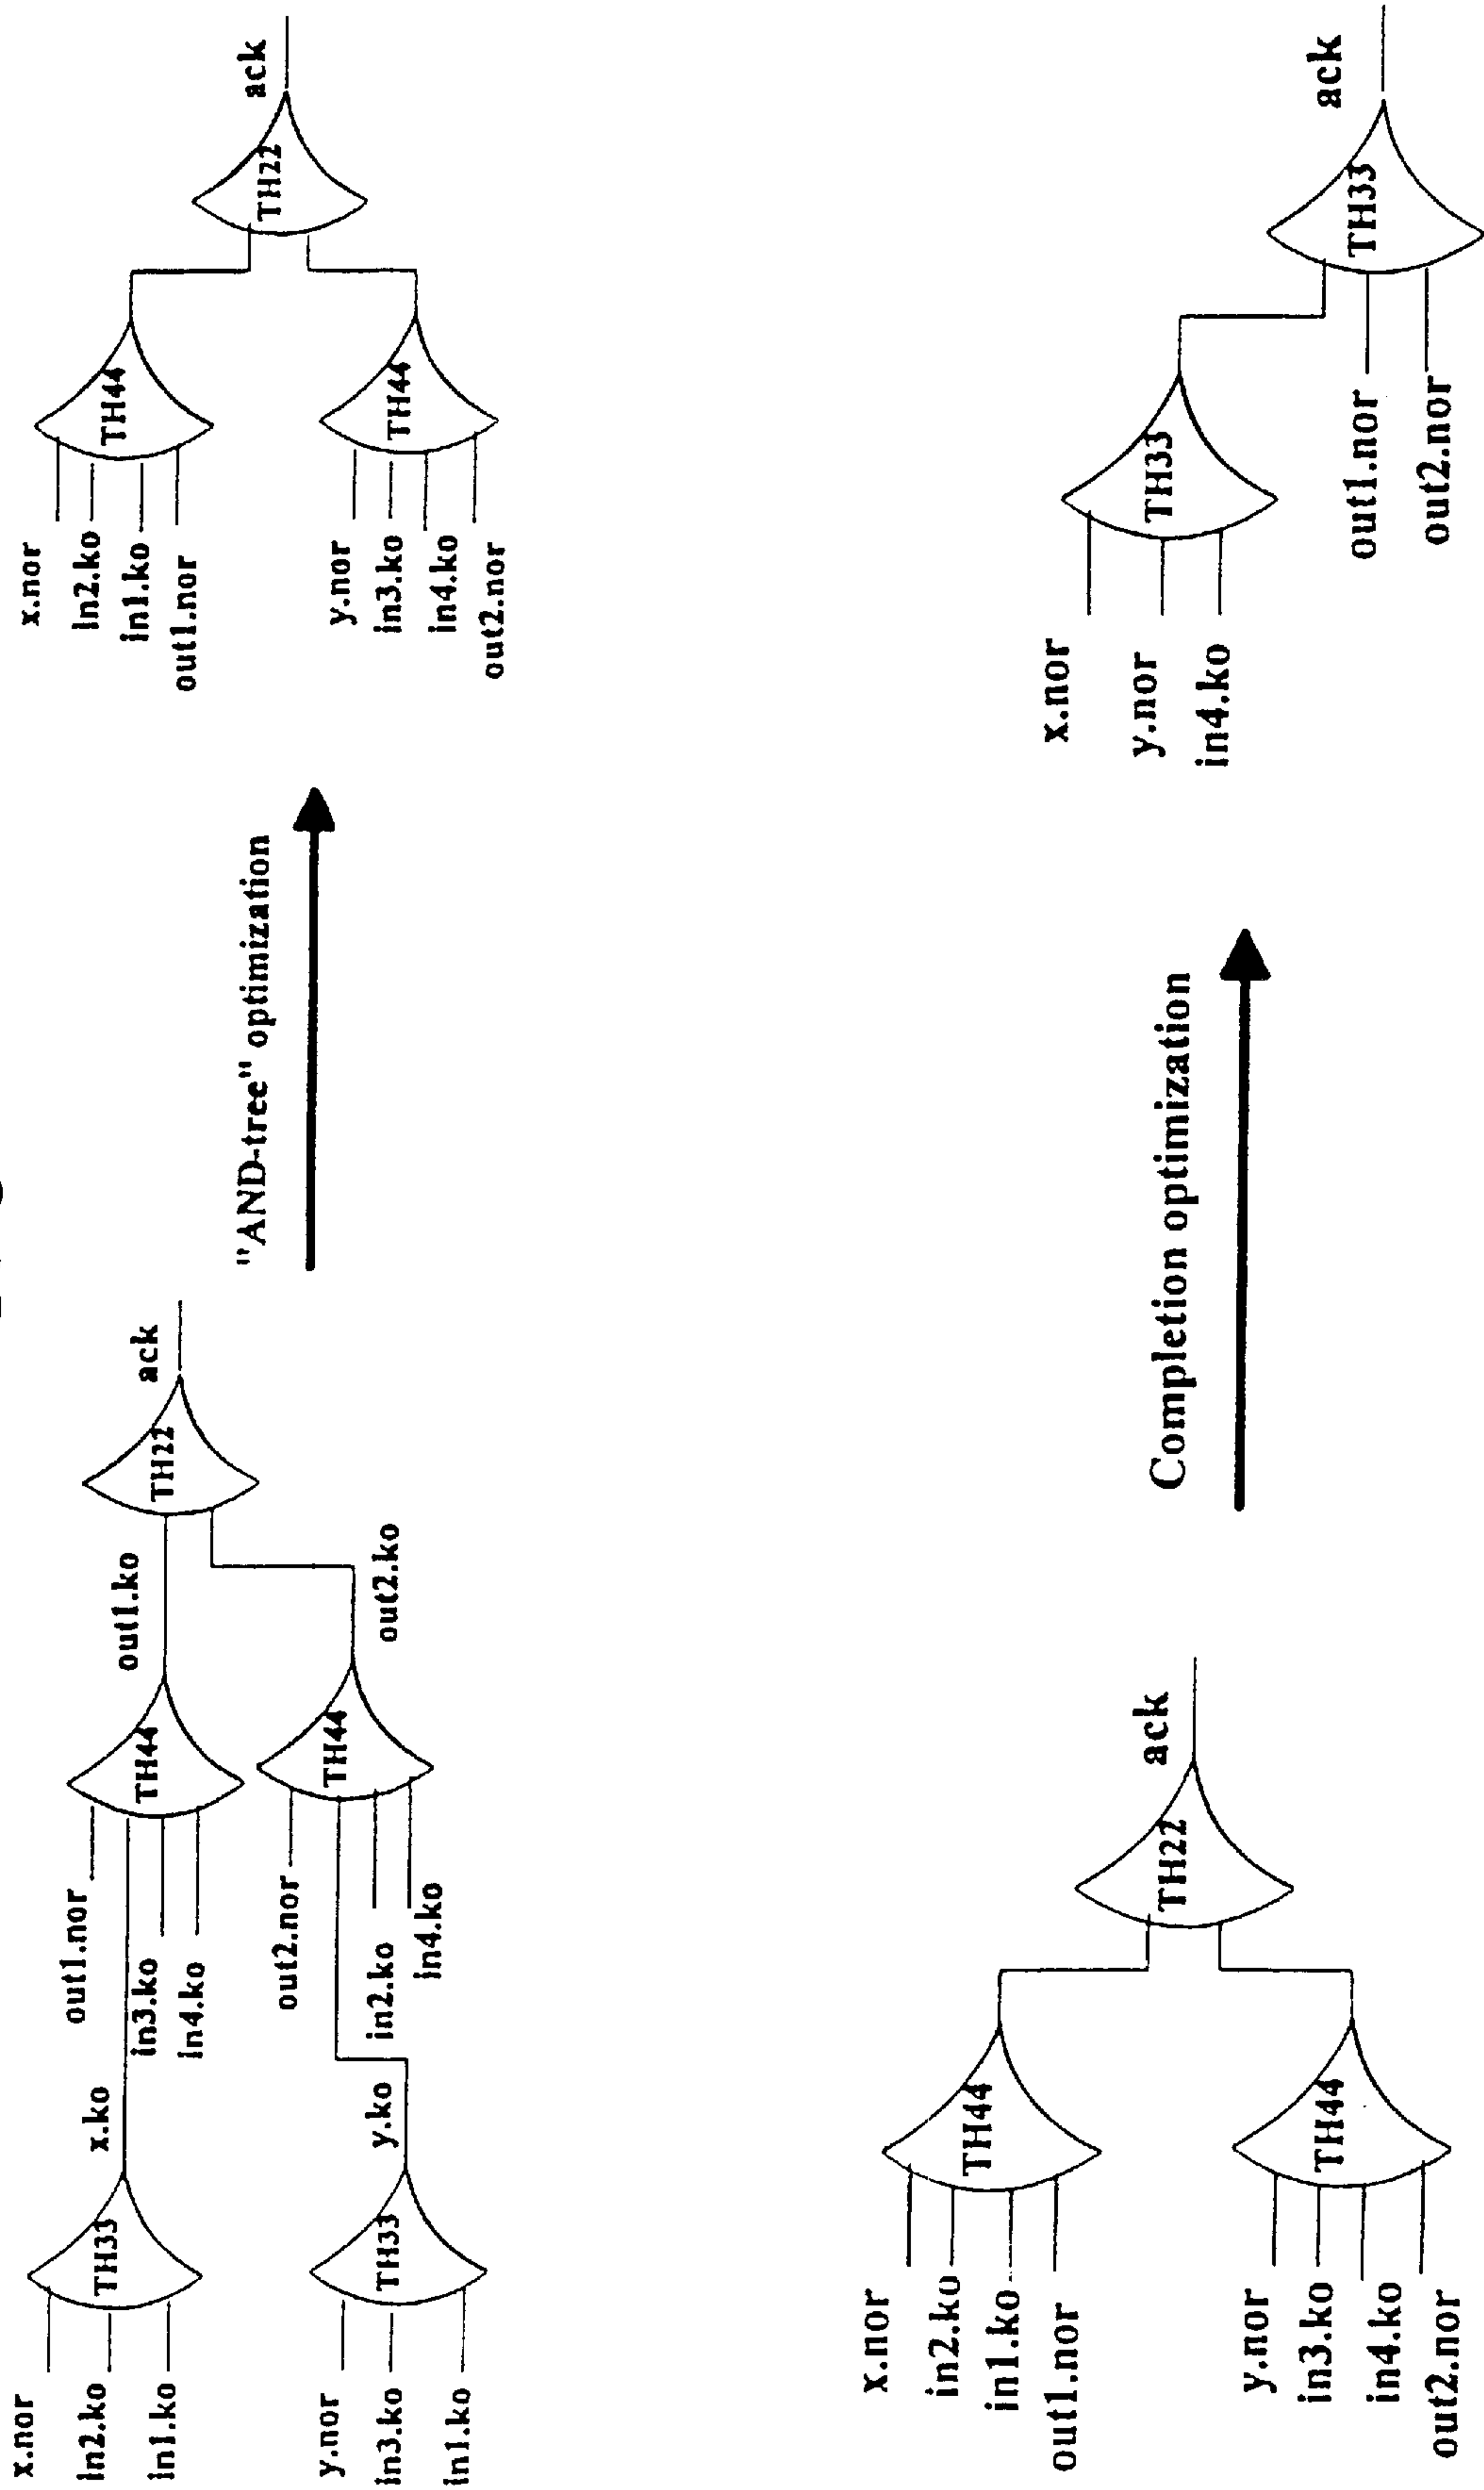 x.nor
in2.ko
in1.ko
TH33
x.ko
y.nor
in3.ko
in1.ko
TH33
y.ko
out1.nor
in3.ko
in4.ko
TH44
out1.ko
out2.nor
in2.ko
in4.ko
TH44
out2.ko
TH22
ack
"AND-tree" optimization
x.nor
in2.ko
in1.ko
out1.nor
TH44
y.nor
in3.ko
in4.ko
out2.nor
TH44
TH22
ack
x.nor
in2.ko
in1.ko
out1.nor
TH44
y.nor
in3.ko
in4.ko
out2.nor
TH44
TH22
ack
Completion optimization
x.nor
y.nor
in4.ko
TH33
out1.nor
out2.nor
TH33
ack